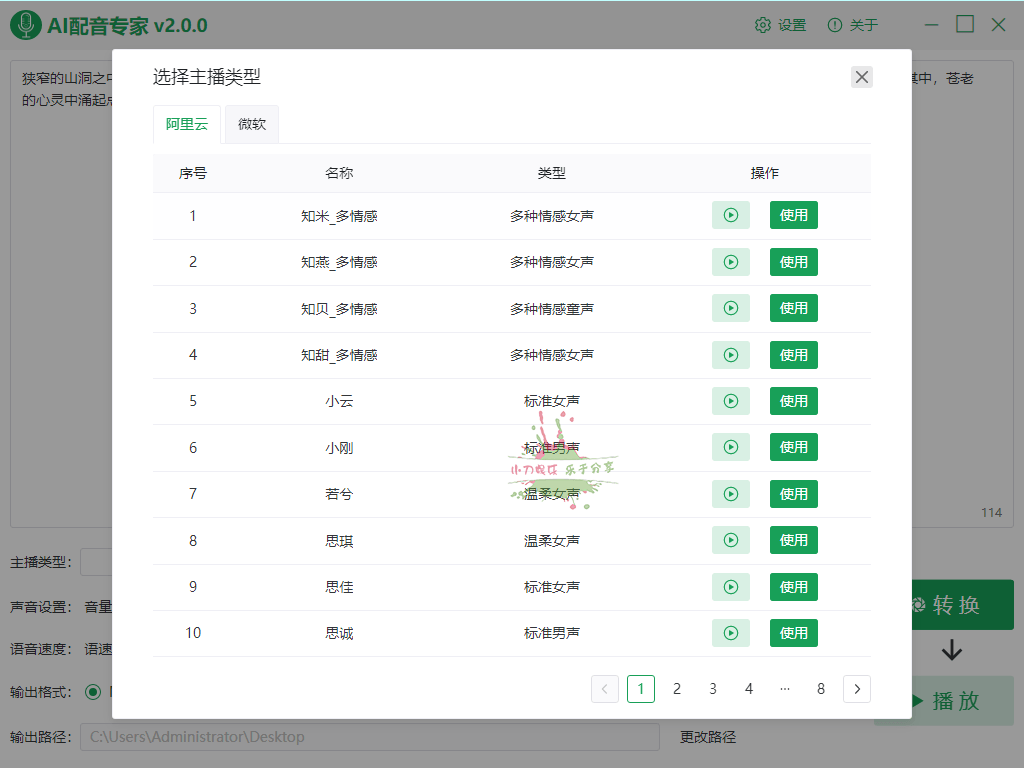 AI配音专家 v2.0.0
设置
关于
狭窄的山洞之
其中，苍老
的心灵中涌起
选择主播类型
阿里云
微软
序号 名称 类型 操作
1 知米_多情感 多种情感女声 使用
2 知燕_多情感 多种情感女声 使用
3 知贝_多情感 多种情感童声 使用
4 知甜_多情感 多种情感女声 使用
5 小云 标准女声 使用
6 小刚 标准男声 使用
小刀娱乐 乐于分享
7 若兮 温柔女声 使用
8 思琪 温柔女声 使用
9 思佳 标准女声 使用
10 思诚 标准男声 使用
1 2 3 4 ··· 8
114
主播类型：
声音设置： 音量
转换
语音速度： 语速
输出格式：
播放
输出路径： C:\Users\Administrator\Desktop 更改路径